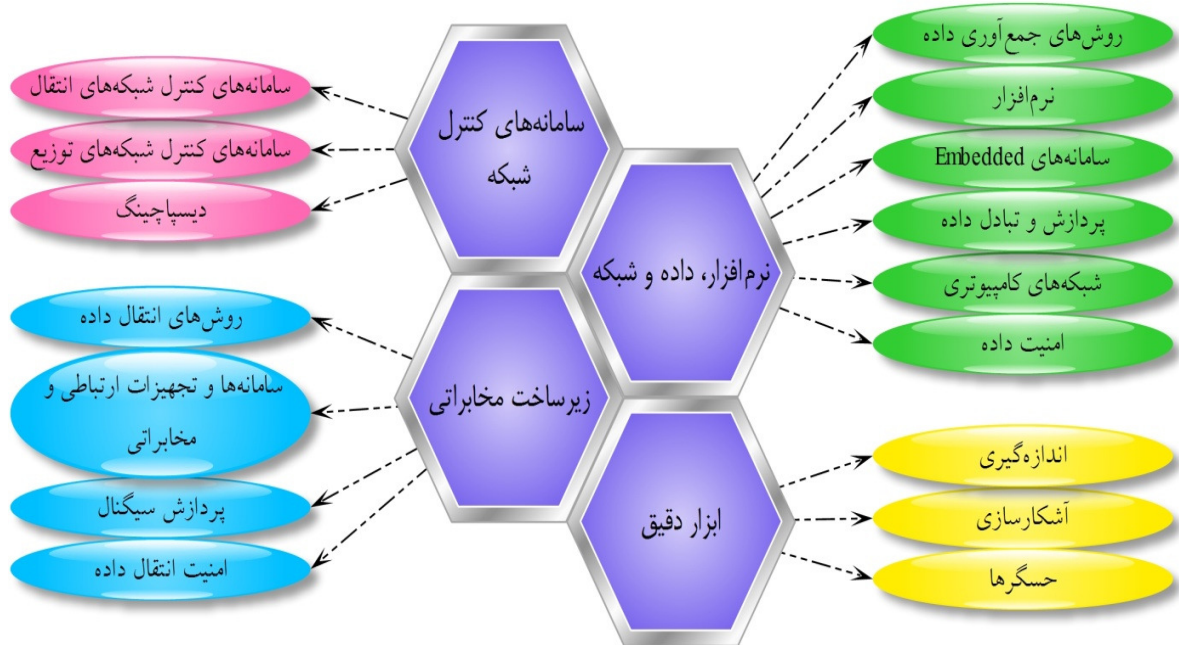 سامانه‌های کنترل
شبکه
سامانه‌های کنترل شبکه‌های انتقال
سامانه‌های کنترل شبکه‌های توزیع
دیسپاچینگ
نرم‌افزار، داده و شبکه
روش‌های جمع‌آوری داده
نرم‌افزار
سامانه‌های Embedded
پردازش و تبادل داده
شبکه‌های کامپیوتری
امنیت داده
زیرساخت مخابراتی
روش‌های انتقال داده
سامانه‌ها و تجهیزات ارتباطی و
مخابراتی
پردازش سیگنال
امنیت انتقال داده
ابزار دقیق
اندازه‌گیری
آشکارسازی
حسگرها